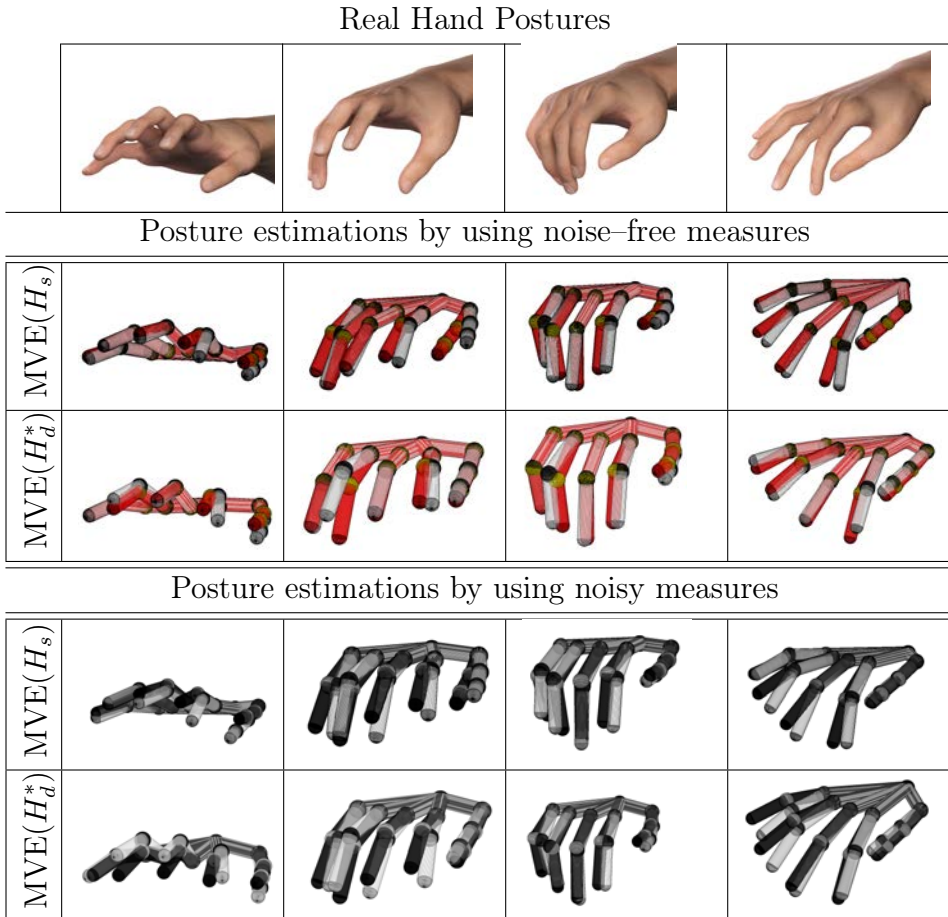 Real Hand Postures
Posture estimations by using noise–free measures
MVE(H_s)
MVE(H_d^*)
Posture estimations by using noisy measures
MVE(H_s)
MVE(H_d^*)